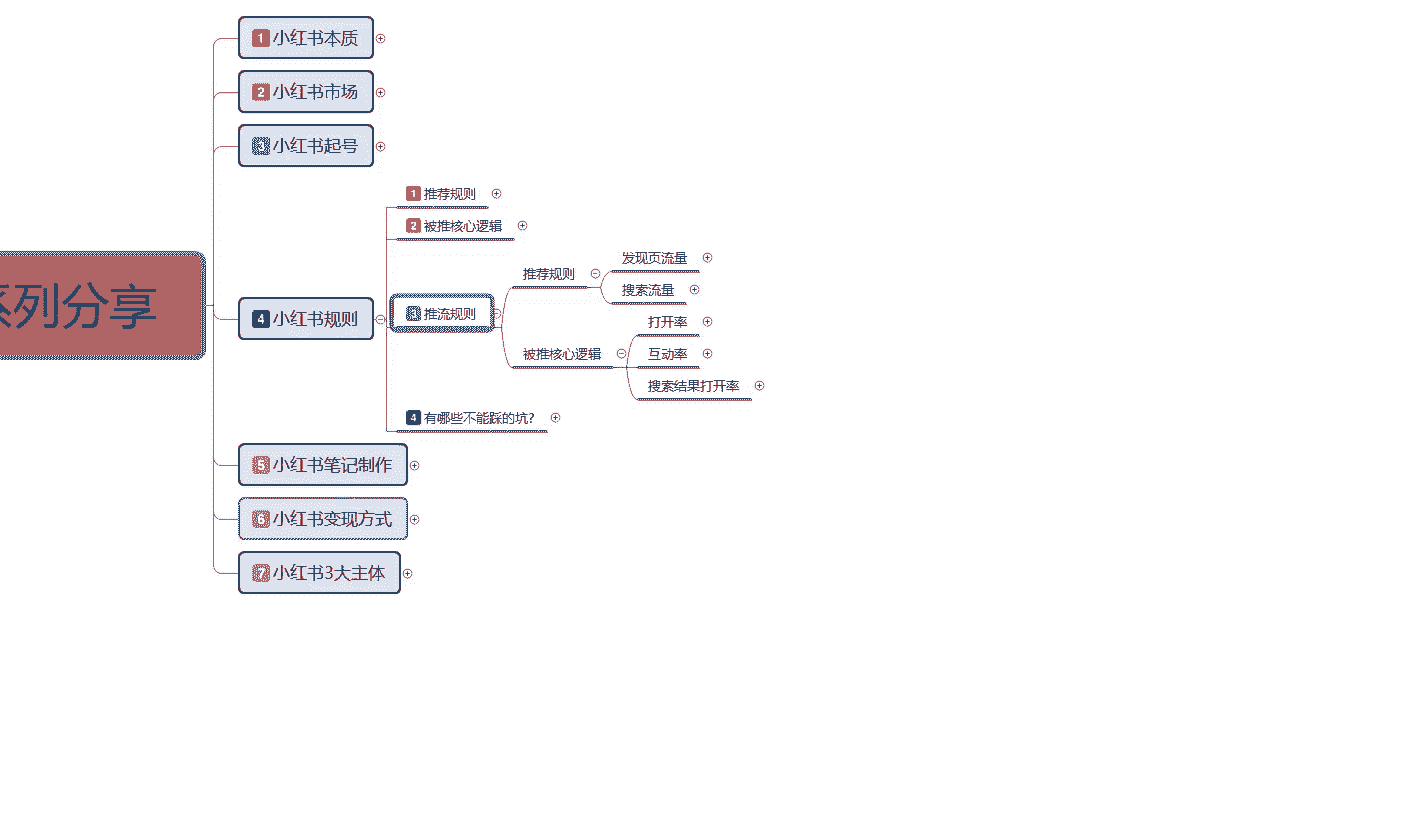 1 小红书本质
2 小红书市场
3 小红书起号
系列分享
4 小红书规则
1 推荐规则
2 被推核心逻辑
3 推流规则
推荐规则
发现页流量
搜索流量
被推核心逻辑
打开率
互动率
搜索结果打开率
4 有哪些不能踩的坑?
5 小红书笔记制作
6 小红书变现方式
7 小红书3大主体